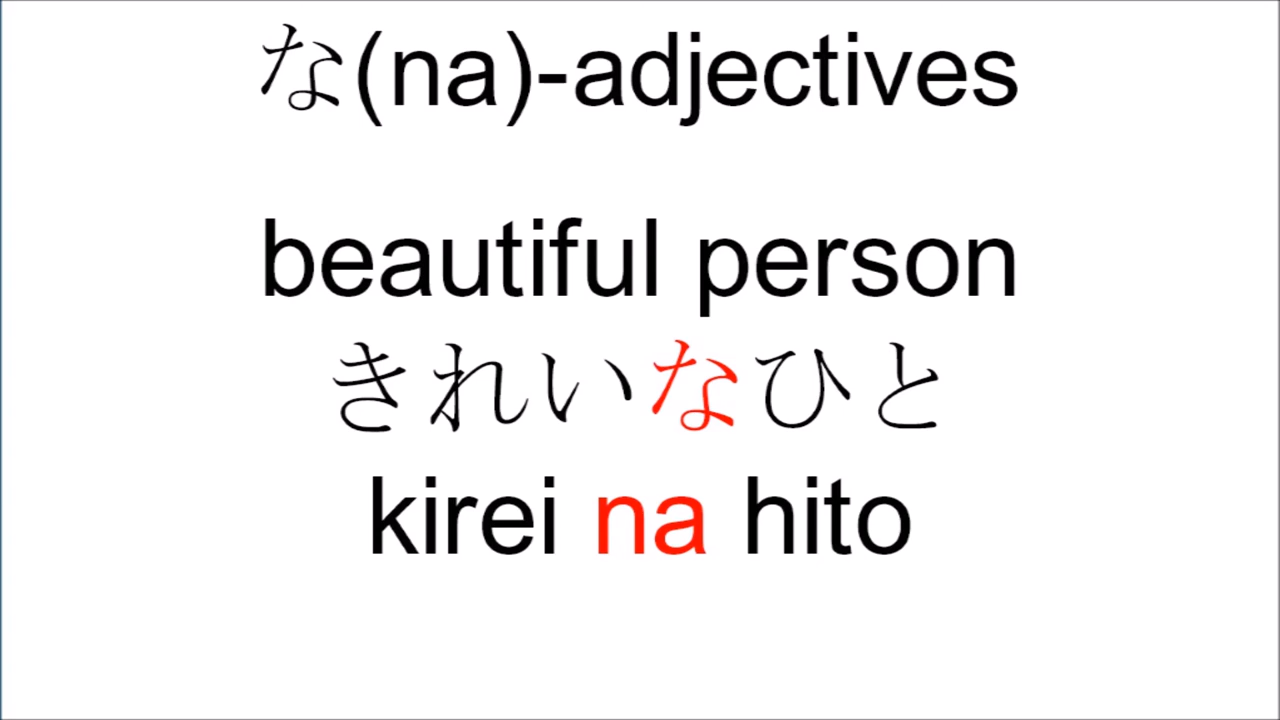 な(na)-adjectives
beautiful person
きれいなひと
kirei na hito